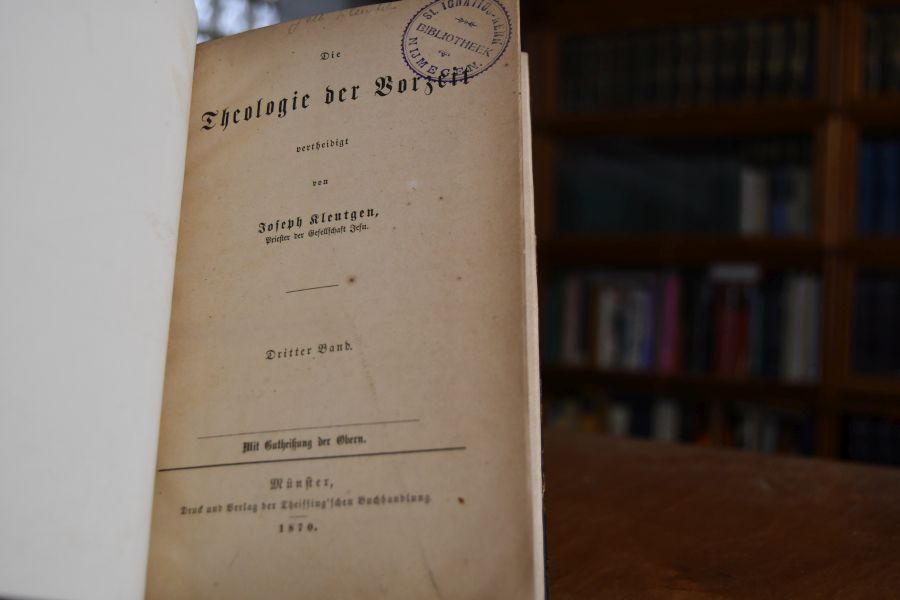 ST. IGNATIUS-KERK
BIBLIOTHEEK
NIJMEGEN.
Die
Theologie der Vorzeit
vertheidigt
von
Joseph Kleutgen,
Priester der Gesellschaft Jesu.
Dritter Band.
Mit Gutheißung der Obern.
Münster,
Druck und Verlag der Theissing'schen Buchhandlung.
1870.